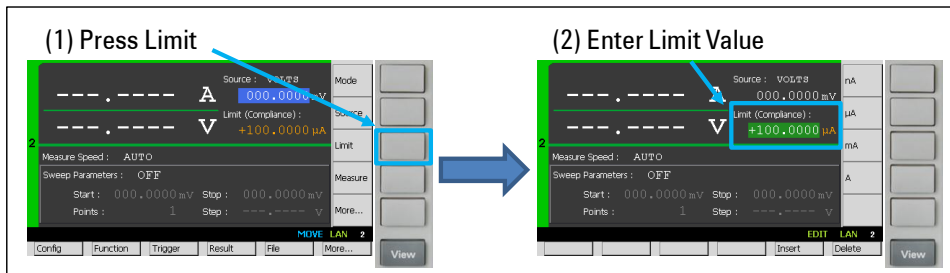 (1) Press Limit
---.---- A
Source : VOLTS
000.0000 mV
---.---- V
Limit (Compliance) :
+100.0000 µA
2
Measure Speed : AUTO
Sweep Parameters : OFF
Start : 000.0000 mV Stop : 000.0000 mV
Points : 1 Step : ---.---- V
MOVE LAN 2
Mode
Source
Limit
Measure
More...
Config Function Trigger Result File More...
View
(2) Enter Limit Value
---.---- A
Source : VOLTS
000.0000 mV
---.---- V
Limit (Compliance) :
+100.0000 µA
2
Measure Speed : AUTO
Sweep Parameters : OFF
Start : 000.0000 mV Stop : 000.0000 mV
Points : 1 Step : ---.---- V
EDIT LAN 2
nA
µA
mA
A
Insert Delete
View